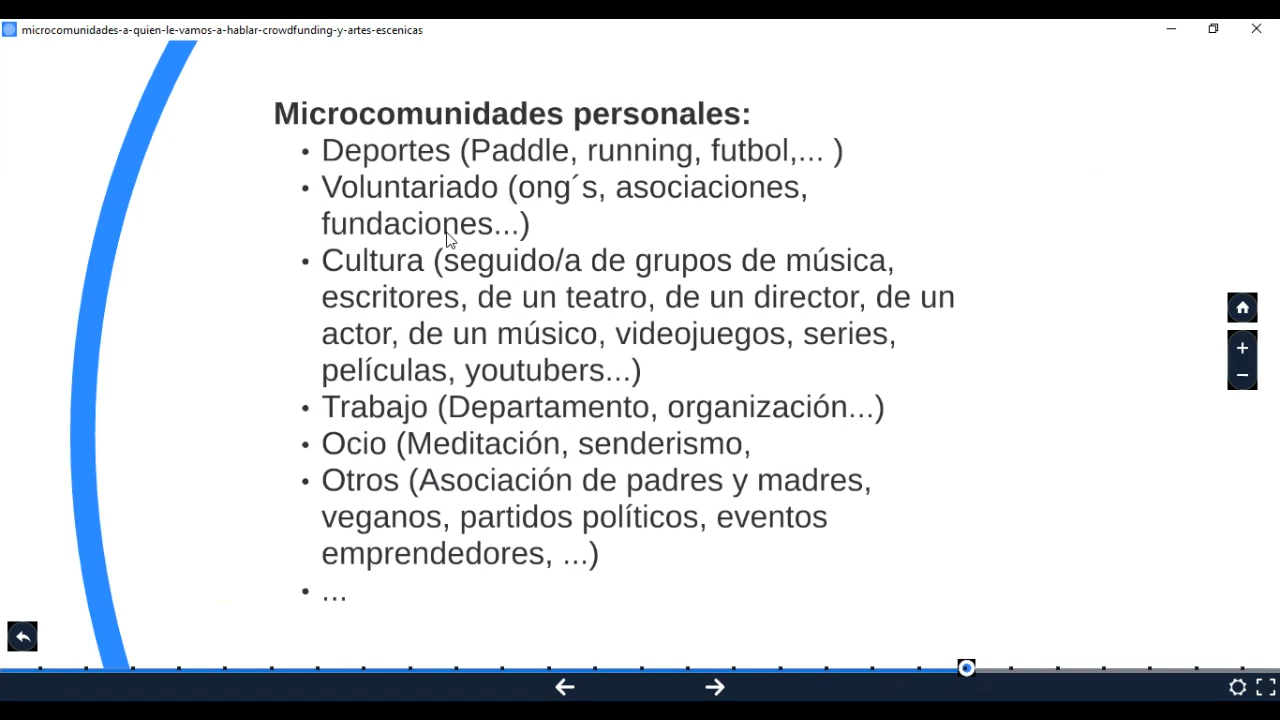 microcomunidades-a-quien-le-vamos-a-hablar-crowdfunding-y-artes-escenicas
Microcomunidades personales:
• Deportes (Paddle, running, futbol,... )
• Voluntariado (ong´s, asociaciones,
fundaciones...)
• Cultura (seguido/a de grupos de música,
escritores, de un teatro, de un director, de un
actor, de un músico, videojuegos, series,
películas, youtubers...)
• Trabajo (Departamento, organización...)
• Ocio (Meditación, senderismo,
• Otros (Asociación de padres y madres,
veganos, partidos políticos, eventos
emprendedores, ...)
• ...